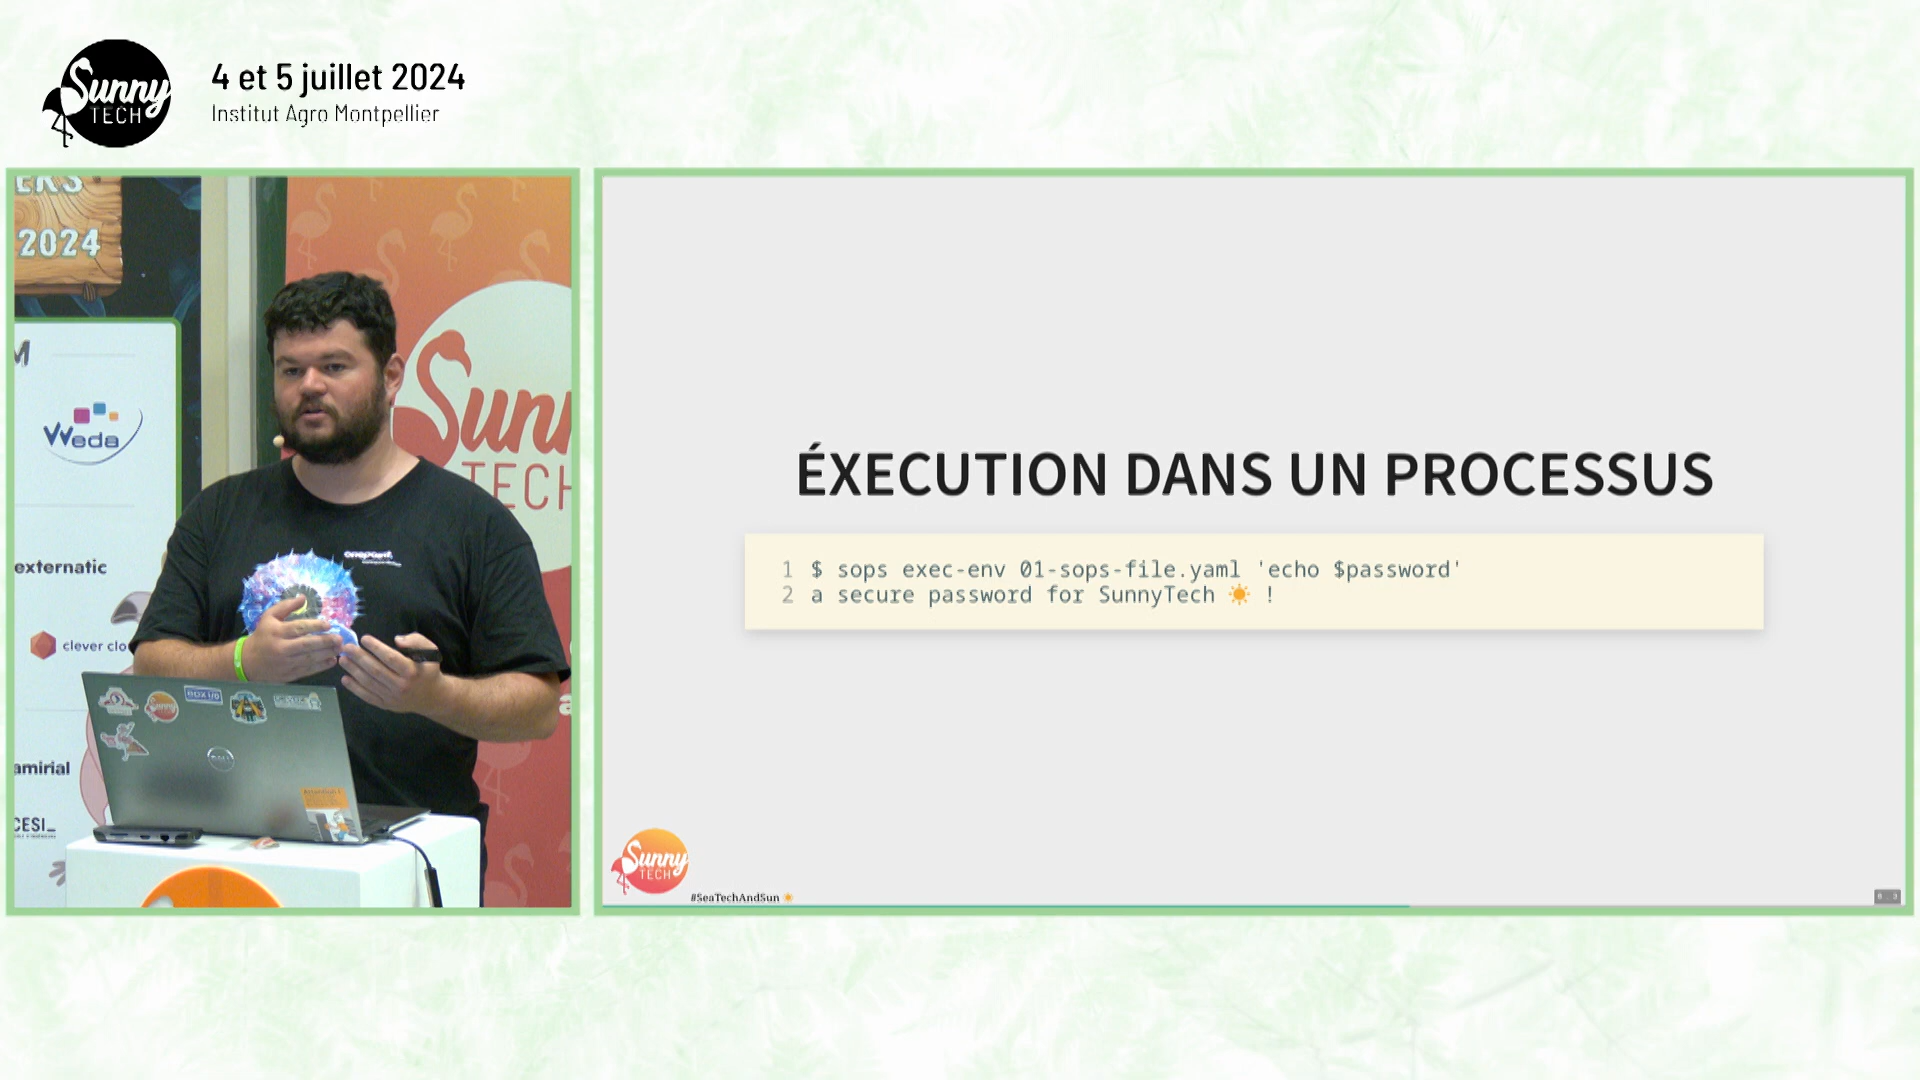 Sunny
TECH
4 et 5 juillet 2024
Institut Agro Montpellier
2024
Weda
externatic
clever clo
amirial
CESI_
Sunn
TECH
DELL
ÉXECUTION DANS UN PROCESSUS
1 $ sops exec-env 01-sops-file.yaml 'echo $password'
2 a secure password for SunnyTech ☀️ !
Sunny
TECH
#SeaTechAndSun ☀️